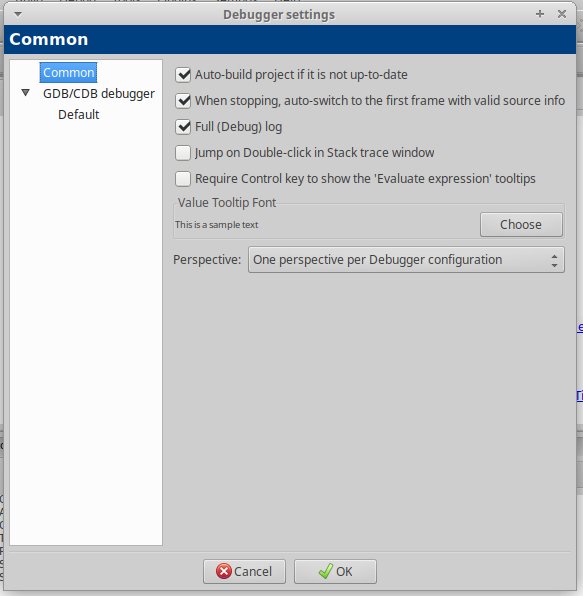 Debugger settings
Common
Common
GDB/CDB debugger
Default
Auto-build project if it is not up-to-date
When stopping, auto-switch to the first frame with valid source info
Full (Debug) log
Jump on Double-click in Stack trace window
Require Control key to show the 'Evaluate expression' tooltips
Value Tooltip Font
This is a sample text
Choose
Perspective:
One perspective per Debugger configuration
Cancel
OK